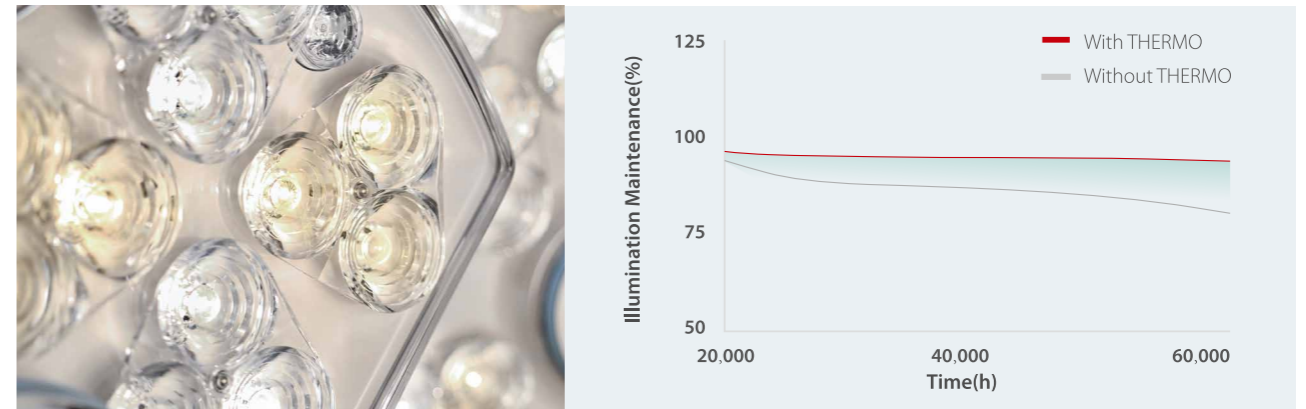 125
100
75
50
Illumination Maintenance(%)
With THERMO
Without THERMO
20,000
40,000
60,000
Time(h)